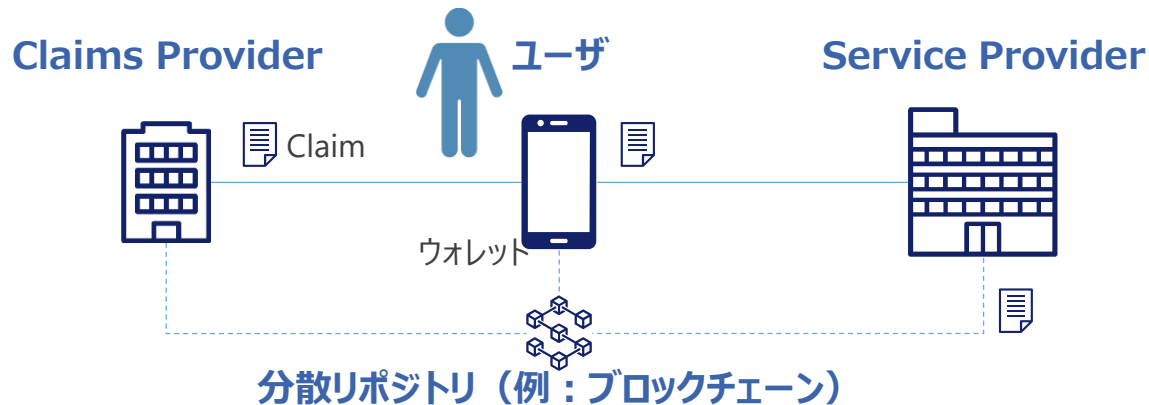 Claims Provider
ユーザ
Service Provider
Claim
ウォレット
分散リポジトリ（例：ブロックチェーン）